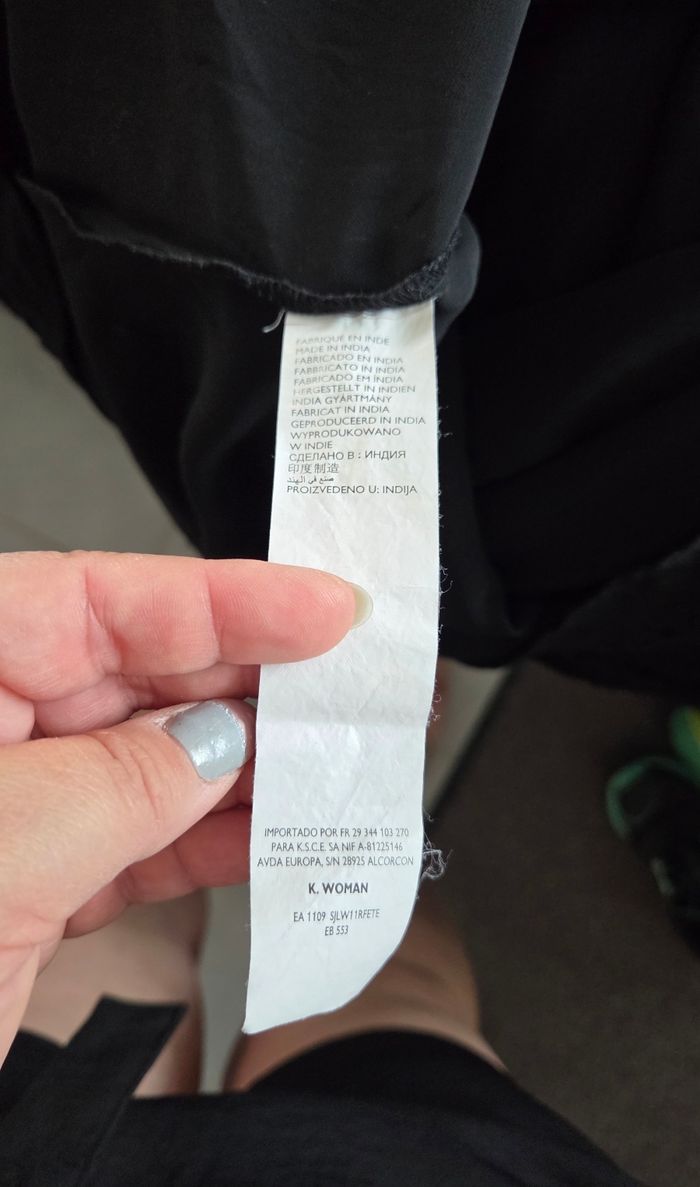 FABRIQUÉ EN INDE
MADE IN INDIA
FABRICADO EN INDIA
FABBRICATO IN INDIA
FABRICADO EM ÍNDIA
HERGESTELLT IN INDIEN
INDIA GYÁRTMÁNY
FABRICAT IN INDIA
GEPRODUCEERD IN INDIA
WYPRODUKOWANO
W INDIE
СДЕЛАНО В : ИНДИЯ
印度制造
صنع في الهند
PROIZVEDENO U: INDIJA
IMPORTADO POR FR 29 344 103 270
PARA K.S.C.E. SA NIF A-81225146
AVDA EUROPA, S/N 28925 ALCORCON
K. WOMAN
EA 1109 SJLW11RFETE
EB 553